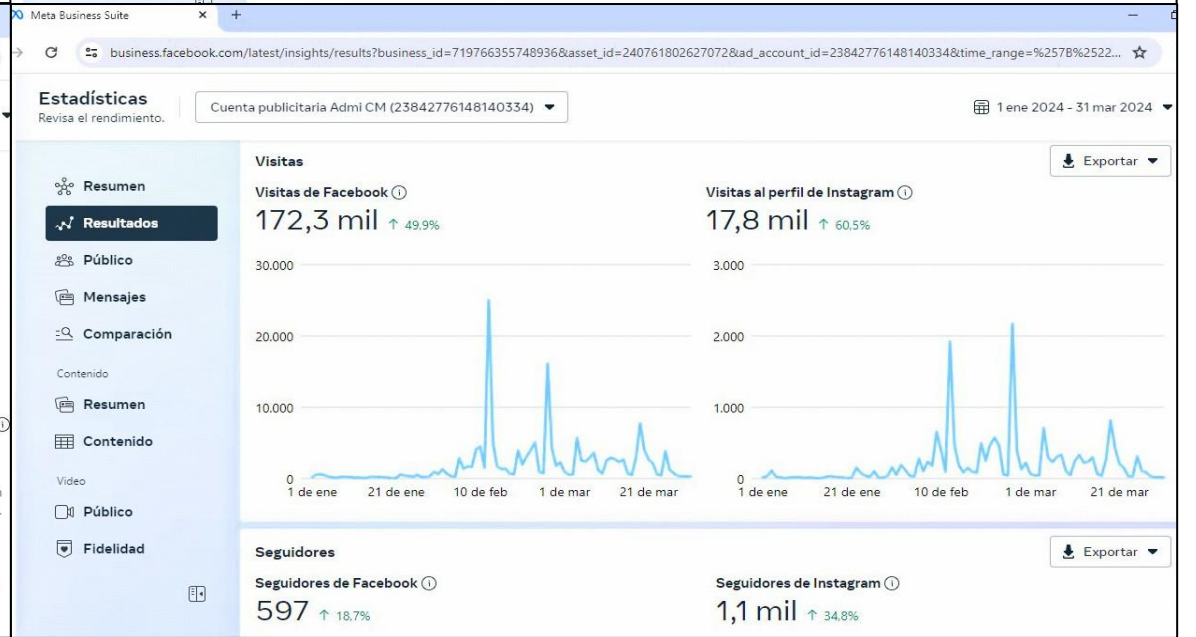 Meta Business Suite
business.facebook.com/latest/insights/results?business_id=719766355748936&asset_id=240761802627072&ad_account_id=23842776148140334&time_range=%257B%2522...
Estadísticas
Revisa el rendimiento.
Cuenta publicitaria Admi CM (23842776148140334)
1 ene 2024 - 31 mar 2024
Resumen
Resultados
Público
Mensajes
Comparación
Contenido
Resumen
Contenido
Video
Público
Fidelidad
Visitas
Exportar
Visitas de Facebook
172,3 mil ↑ 49,9%
30.000
20.000
10.000
0
1 de ene 21 de ene 10 de feb 1 de mar 21 de mar
Visitas al perfil de Instagram
17,8 mil ↑ 60,5%
3.000
2.000
1.000
0
1 de ene 21 de ene 10 de feb 1 de mar 21 de mar
Seguidores
Exportar
Seguidores de Facebook
597 ↑ 18,7%
Seguidores de Instagram
1,1 mil ↑ 34,8%